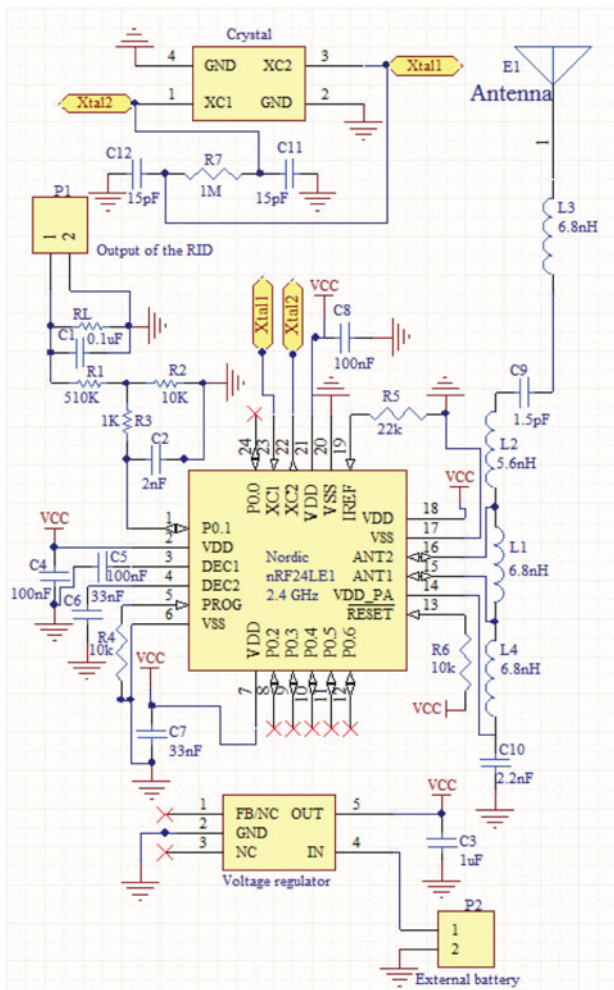 Crystal
4 GND XC2 3
Xtal1
Xtal2
1 XC1 GND 2
E1
Antenna
1
C12
R7
C11
15pF
1M
15pF
L3
6.8nH
P1
1 2
Output of the RID
Xtal1
Xtal2
VCC
C8
100nF
RL
0.1uF
C1
R1
510K
R2
10K
1K
R3
C2
2nF
R5
22k
C9
1.5pF
L2
5.6nH
VCC
24 23 22 21 20 19
P0.0 XC1 XC2 VDD VSS IREF
1 P0.1
2 VDD
3 DEC1
4 DEC2
5 PROG
6 VSS
Nordic
nRF24LE1
2.4 GHz
VDD 18
VSS 17
ANT2 16
ANT1 15
VDD_PA 14
RESET 13
VDD P0.2 P0.3 P0.4 P0.5 P0.6
7 8 9 10 11 12
L1
6.8nH
VCC
C4
100nF
C5
100nF
C6
33nF
R4
10k
VCC
C7
33nF
R6
10k
VCC
L4
6.8nH
C10
2.2nF
1 FB/NC OUT 5
2 GND
3 NC IN 4
Voltage regulator
VCC
C3
1uF
P2
1
2
External battery